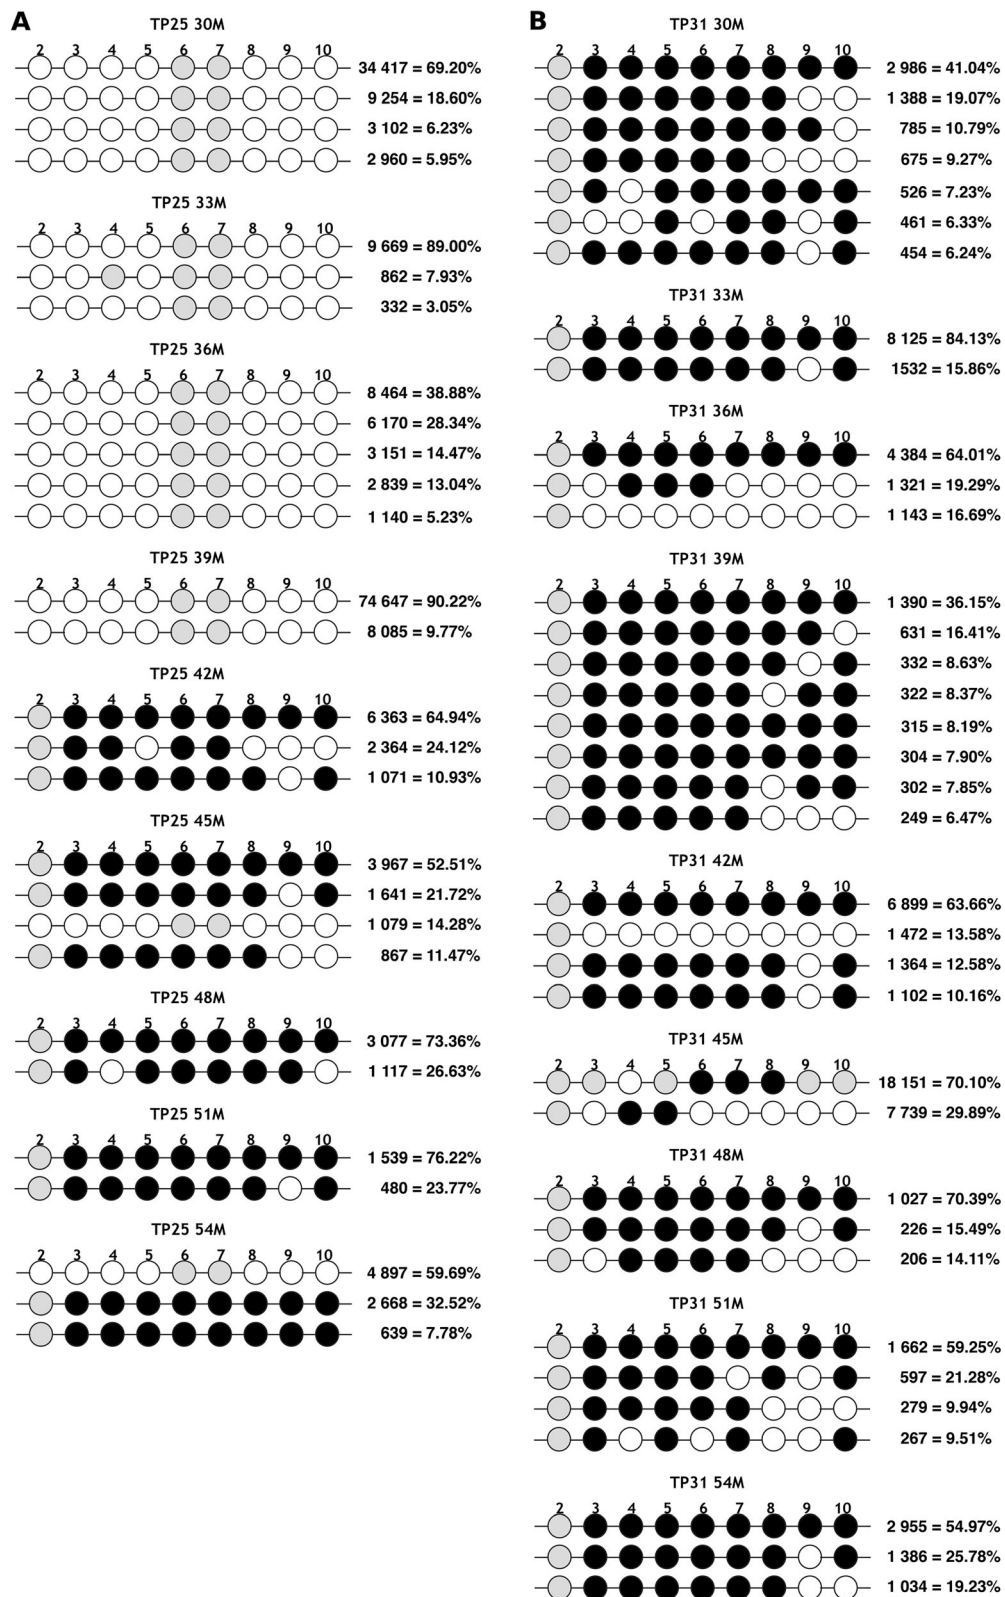 A
TP25 30M
2 3 4 5 6 7 8 9 10
34 417 = 69.20%
9 254 = 18.60%
3 102 = 6.23%
2 960 = 5.95%
TP25 33M
2 3 4 5 6 7 8 9 10
9 669 = 89.00%
862 = 7.93%
332 = 3.05%
TP25 36M
2 3 4 5 6 7 8 9 10
8 464 = 38.88%
6 170 = 28.34%
3 151 = 14.47%
2 839 = 13.04%
1 140 = 5.23%
TP25 39M
2 3 4 5 6 7 8 9 10
74 647 = 90.22%
8 085 = 9.77%
TP25 42M
2 3 4 5 6 7 8 9 10
6 363 = 64.94%
2 364 = 24.12%
1 071 = 10.93%
TP25 45M
2 3 4 5 6 7 8 9 10
3 967 = 52.51%
1 641 = 21.72%
1 079 = 14.28%
867 = 11.47%
TP25 48M
2 3 4 5 6 7 8 9 10
3 077 = 73.36%
1 117 = 26.63%
TP25 51M
2 3 4 5 6 7 8 9 10
1 539 = 76.22%
480 = 23.77%
TP25 54M
2 3 4 5 6 7 8 9 10
4 897 = 59.69%
2 668 = 32.52%
639 = 7.78%
B
TP31 30M
2 3 4 5 6 7 8 9 10
2 986 = 41.04%
1 388 = 19.07%
785 = 10.79%
675 = 9.27%
526 = 7.23%
461 = 6.33%
454 = 6.24%
TP31 33M
2 3 4 5 6 7 8 9 10
8 125 = 84.13%
1532 = 15.86%
TP31 36M
2 3 4 5 6 7 8 9 10
4 384 = 64.01%
1 321 = 19.29%
1 143 = 16.69%
TP31 39M
2 3 4 5 6 7 8 9 10
1 390 = 36.15%
631 = 16.41%
332 = 8.63%
322 = 8.37%
315 = 8.19%
304 = 7.90%
302 = 7.85%
249 = 6.47%
TP31 42M
2 3 4 5 6 7 8 9 10
6 899 = 63.66%
1 472 = 13.58%
1 364 = 12.58%
1 102 = 10.16%
TP31 45M
2 3 4 5 6 7 8 9 10
18 151 = 70.10%
7 739 = 29.89%
TP31 48M
2 3 4 5 6 7 8 9 10
1 027 = 70.39%
226 = 15.49%
206 = 14.11%
TP31 51M
2 3 4 5 6 7 8 9 10
1 662 = 59.25%
597 = 21.28%
279 = 9.94%
267 = 9.51%
TP31 54M
2 3 4 5 6 7 8 9 10
2 955 = 54.97%
1 386 = 25.78%
1 034 = 19.23%